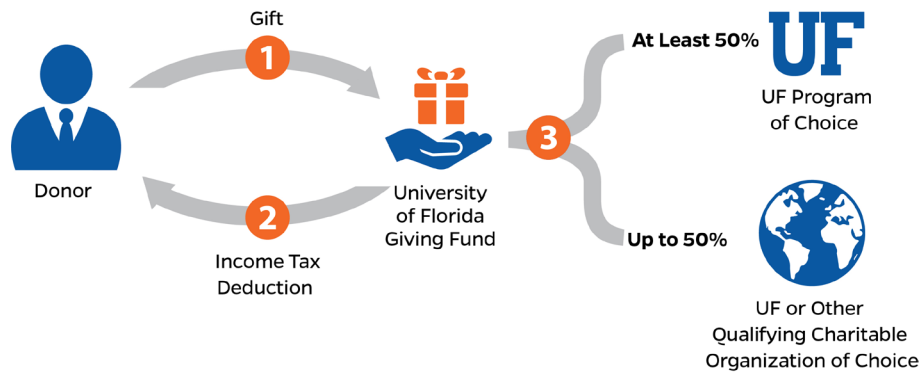 Gift
1
Donor
2
Income Tax
Deduction
University
of Florida
Giving Fund
3
At Least 50%
UF
UF Program
of Choice
Up to 50%
UF or Other
Qualifying Charitable
Organization of Choice